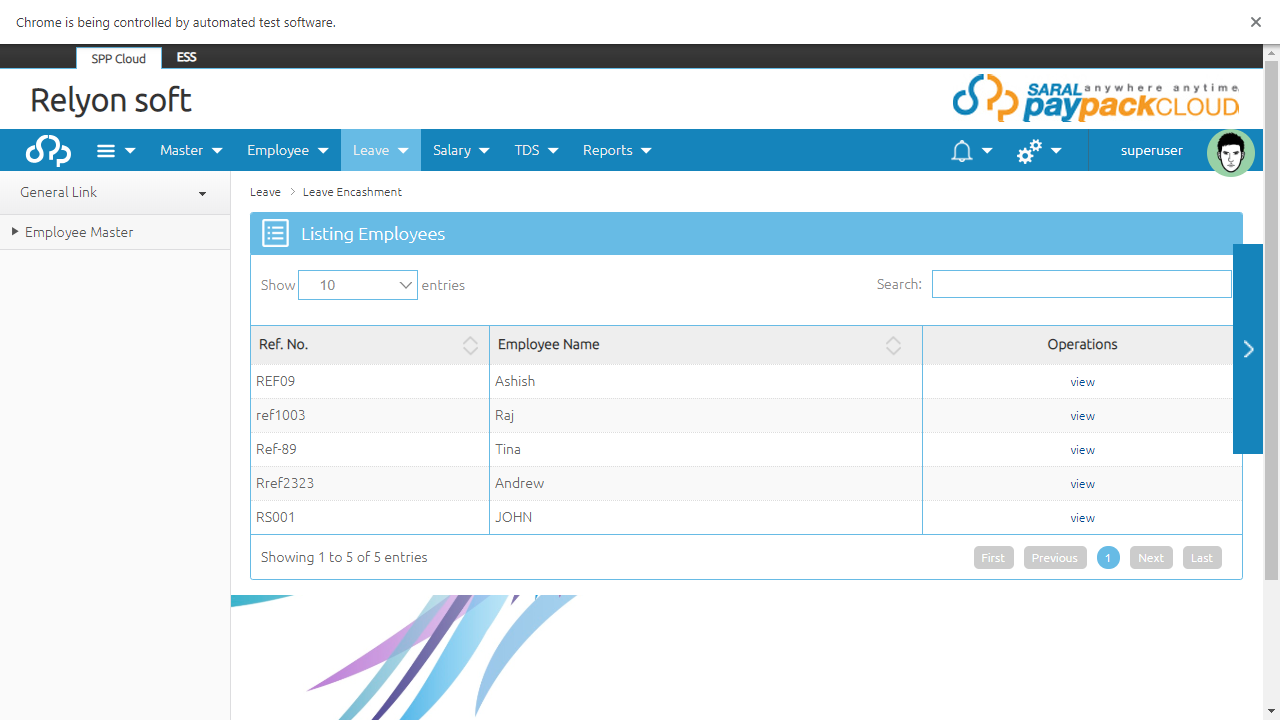 Chrome is being controlled by automated test software.
SPP Cloud ESS
Relyon soft
SARAL anywhere anytime
paypackCLOUD
Master Employee Leave Salary TDS Reports superuser
General Link
Employee Master
Leave Leave Encashment
Listing Employees
Show 10 entries Search:
Ref. No. Employee Name Operations
REF09 Ashish view
ref1003 Raj view
Ref-89 Tina view
Rref2323 Andrew view
RS001 JOHN view
Showing 1 to 5 of 5 entries First Previous 1 Next Last